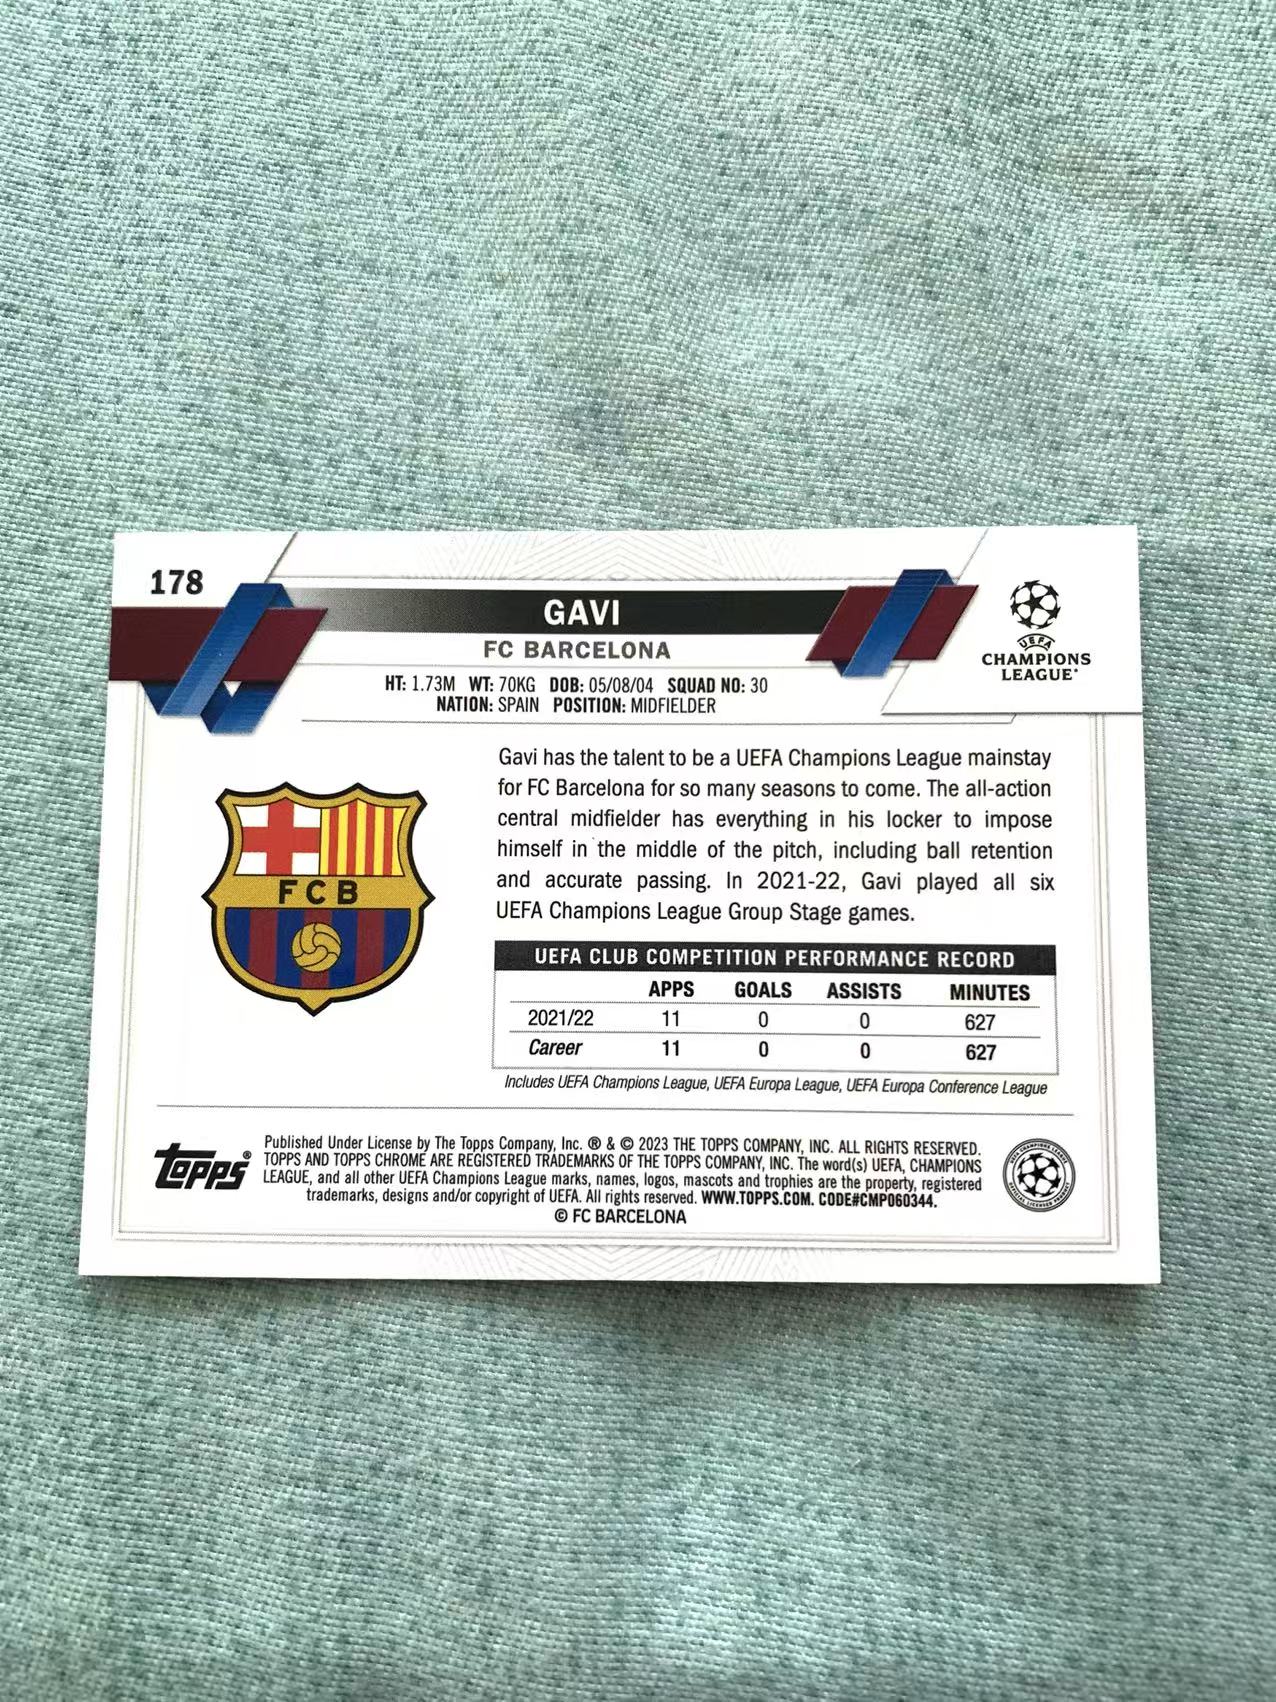 178
GAVI
FC BARCELONA
HT: 1.73M WT: 70KG DOB: 05/08/04 SQUAD NO: 30
NATION: SPAIN POSITION: MIDFIELDER
UEFA
CHAMPIONS
LEAGUE®
Gavi has the talent to be a UEFA Champions League mainstay
for FC Barcelona for so many seasons to come. The all-action
central midfielder has everything in his locker to impose
himself in the middle of the pitch, including ball retention
and accurate passing. In 2021-22, Gavi played all six
UEFA Champions League Group Stage games.
FCB
UEFA CLUB COMPETITION PERFORMANCE RECORD
APPS GOALS ASSISTS MINUTES
2021/22 11 0 0 627
Career 11 0 0 627
Includes UEFA Champions League, UEFA Europa League, UEFA Europa Conference League
topps®
Published Under License by The Topps Company, Inc. ® & © 2023 THE TOPPS COMPANY, INC. ALL RIGHTS RESERVED.
TOPPS AND TOPPS CHROME ARE REGISTERED TRADEMARKS OF THE TOPPS COMPANY, INC. The word(s) UEFA, CHAMPIONS
LEAGUE, and all other UEFA Champions League marks, names, logos, mascots and trophies are the property, registered
trademarks, designs and/or copyright of UEFA. All rights reserved. WWW.TOPPS.COM. CODE#CMP060344.
© FC BARCELONA